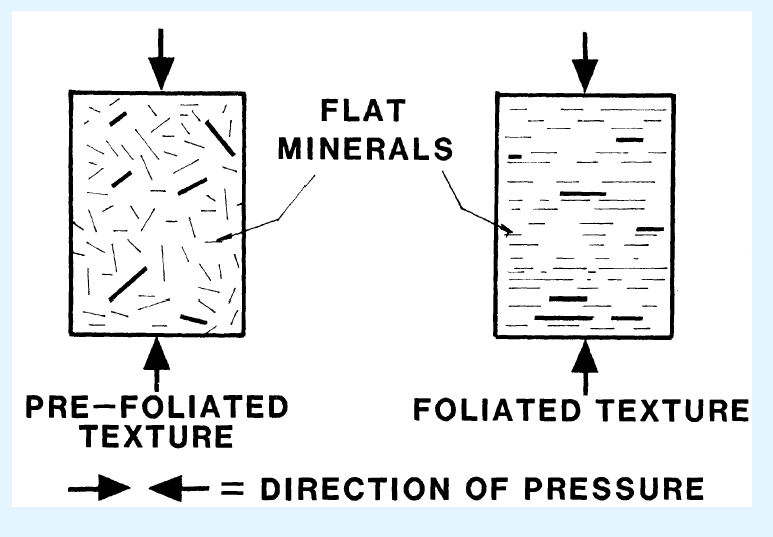 FLAT
MINERALS
PRE-FOLIATED
TEXTURE
FOLIATED TEXTURE
= DIRECTION OF PRESSURE